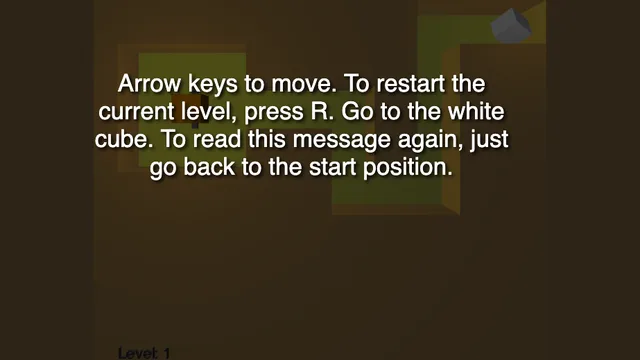 Arrow keys to move. To restart the
current level, press R. Go to the white
cube. To read this message again, just
go back to the start position.
Level 1